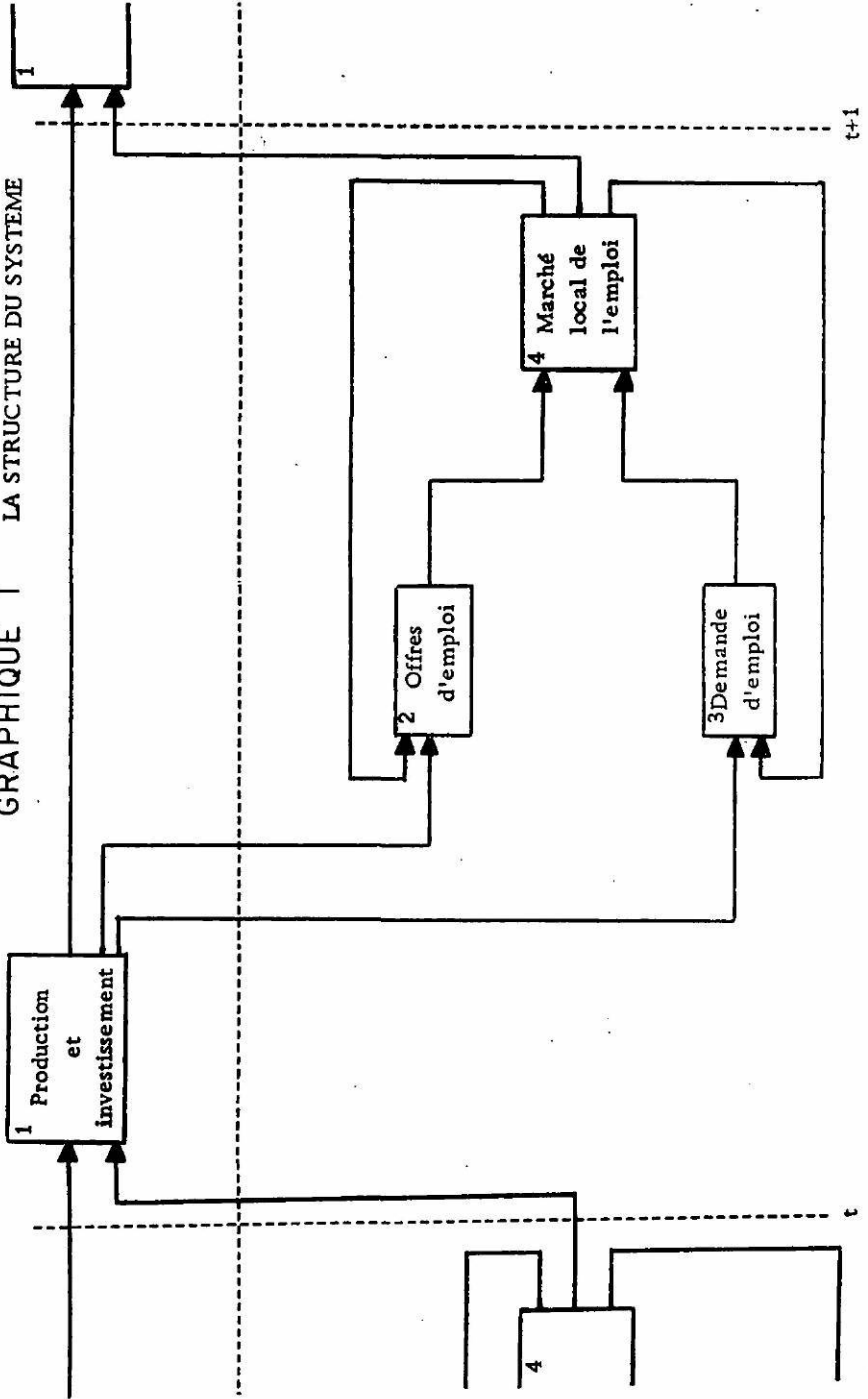 GRAPHIQUE 1 LA STRUCTURE DU SYSTEME
1 Production
et
investissement
1
2 Offres
d'emploi
3 Demande
d'emploi
4 Marché
local de
l'emploi
4
t
t+1